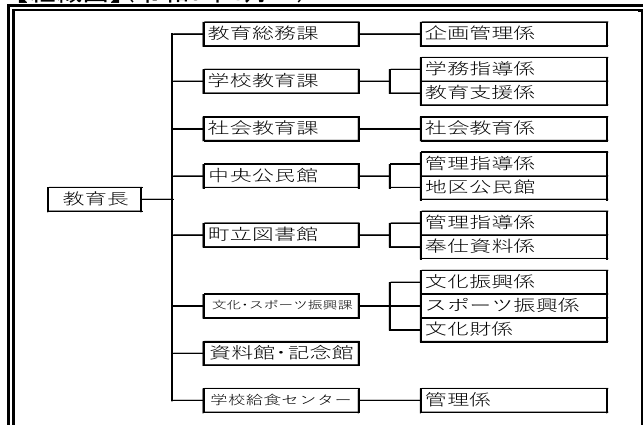 教育長
教育総務課
企画管理係
学校教育課
学務指導係
教育支援係
社会教育課
社会教育係
中央公民館
管理指導係
地区公民館
町立図書館
管理指導係
奉仕資料係
文化・スポーツ振興課
文化振興係
スポーツ振興係
文化財係
資料館・記念館
学校給食センター
管理係